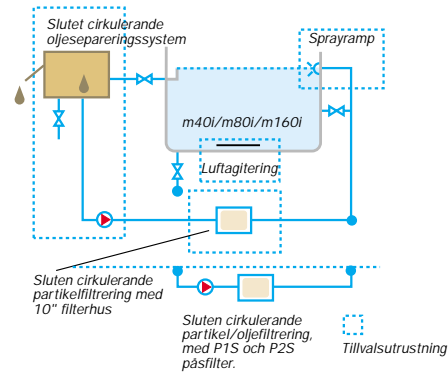 Slutet cirkulerande
oljesepareringssystem
Sprayramp
m40i/m80i/m160i
Luftagitering
Sluten cirkulerande
partikelfiltrering med
10" filterhus
Sluten cirkulerande
partikel/oljefiltrering,
med P1S och P2S
påsfilter.
Tillvalsutrustning